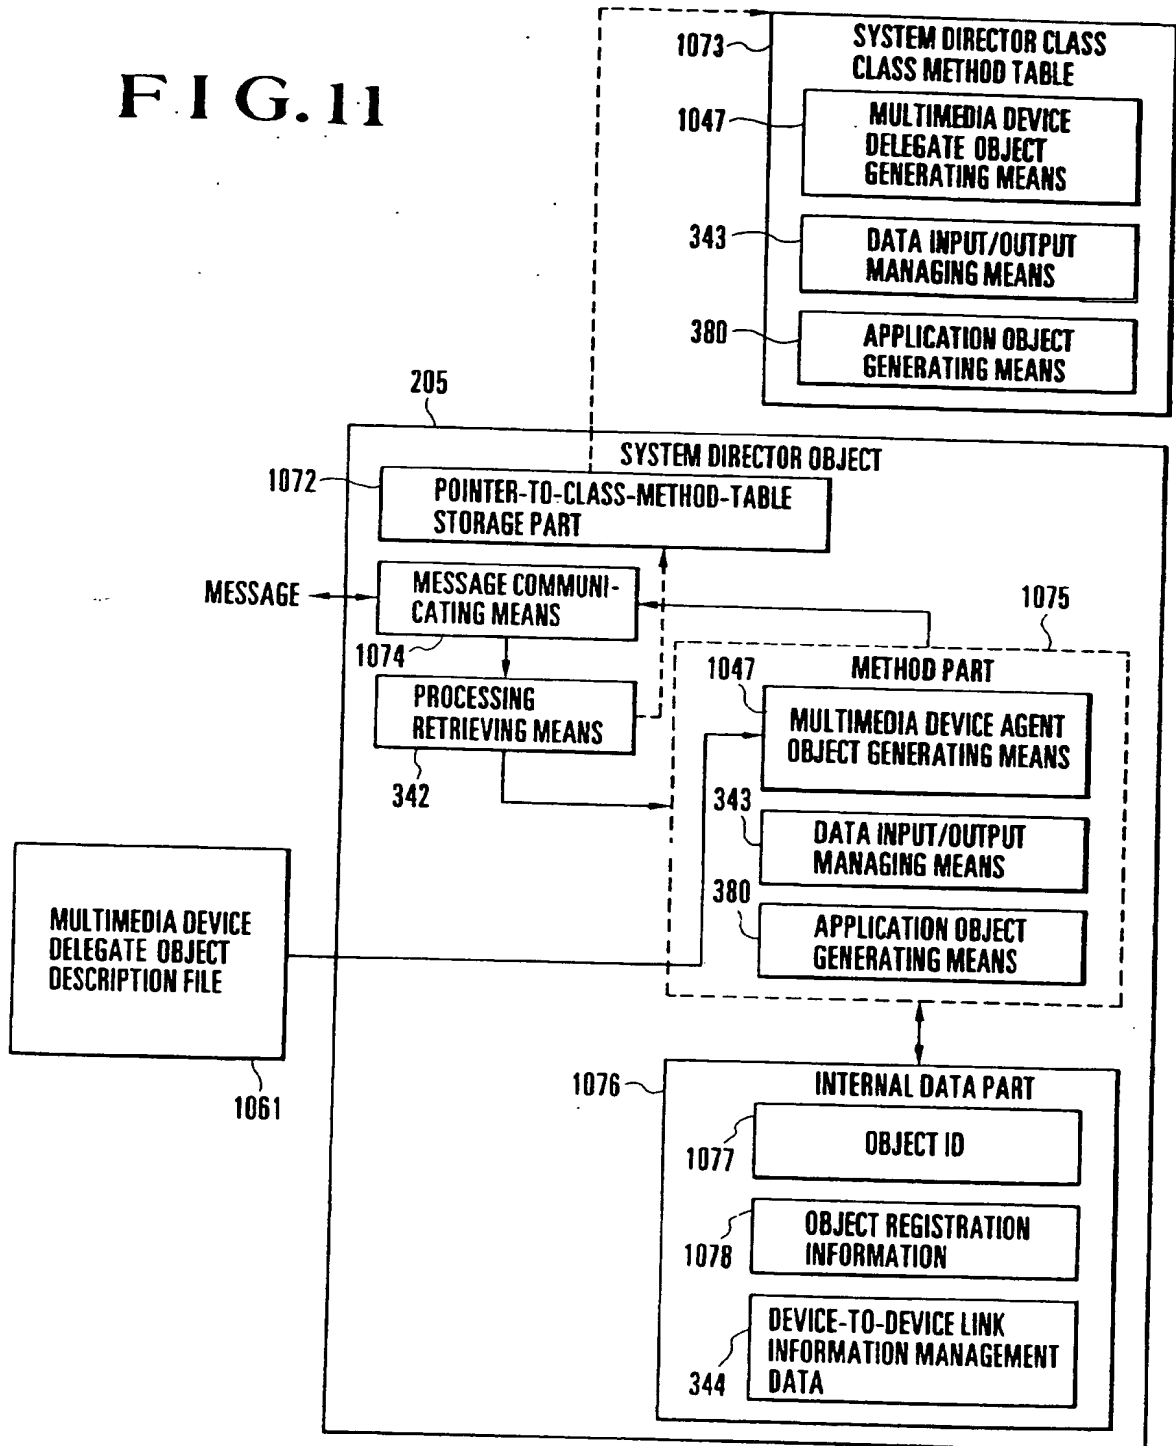 FIG. 11
1073
SYSTEM DIRECTOR CLASS
CLASS METHOD TABLE
1047
MULTIMEDIA DEVICE
DELEGATE OBJECT
GENERATING MEANS
343
DATA INPUT/OUTPUT
MANAGING MEANS
380
APPLICATION OBJECT
GENERATING MEANS
205
SYSTEM DIRECTOR OBJECT
1072
POINTER-TO-CLASS-METHOD-TABLE
STORAGE PART
MESSAGE
MESSAGE COMMUNI-
CATING MEANS
1074
PROCESSING
RETRIEVING MEANS
342
1075
METHOD PART
1047
MULTIMEDIA DEVICE AGENT
OBJECT GENERATING MEANS
343
DATA INPUT/OUTPUT
MANAGING MEANS
380
APPLICATION OBJECT
GENERATING MEANS
MULTIMEDIA DEVICE
DELEGATE OBJECT
DESCRIPTION FILE
1061
1076
INTERNAL DATA PART
1077
OBJECT ID
1078
OBJECT REGISTRATION
INFORMATION
344
DEVICE-TO-DEVICE LINK
INFORMATION MANAGEMENT
DATA